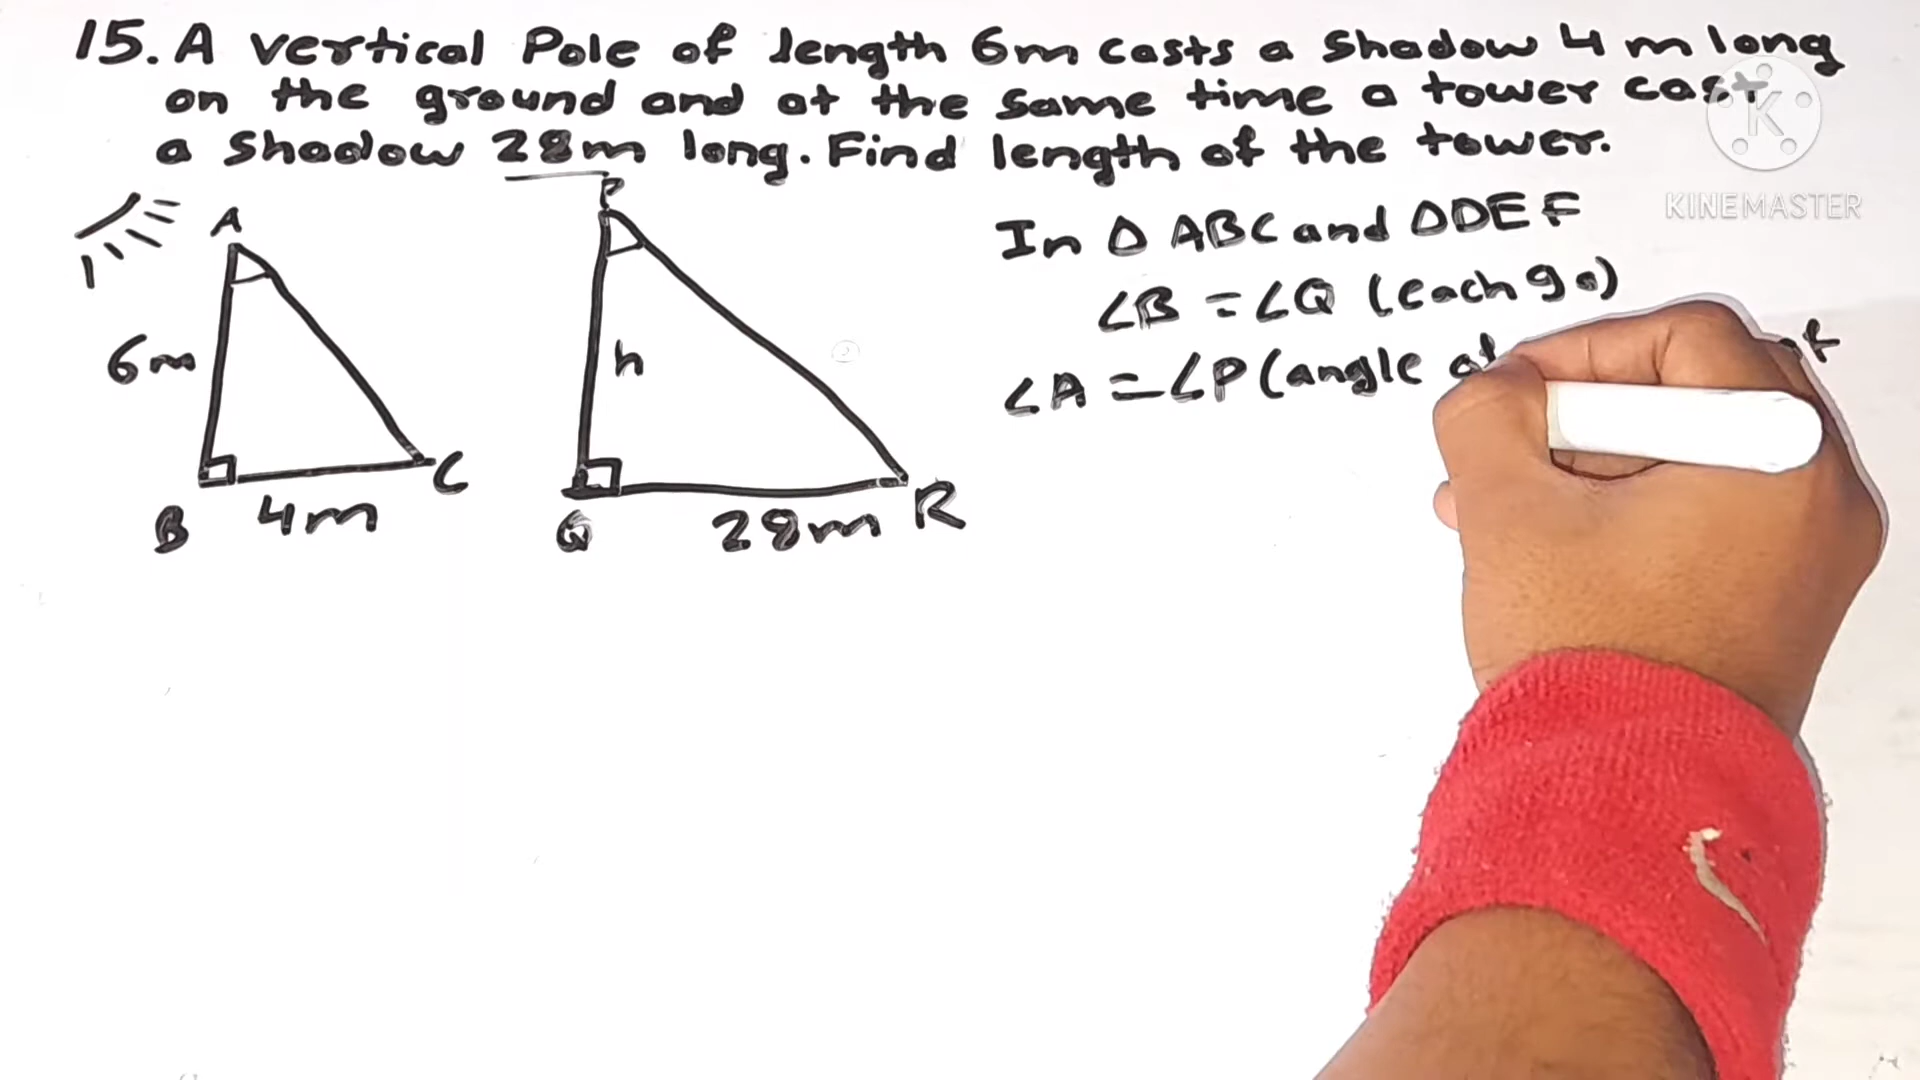 15. A vertical Pole of length 6m casts a shadow 4 m long
on the ground and at the same time a tower cast
a shadow 28m long. Find length of the tower.
K
KINEMASTER
A
6m
B
4m
C
P
h
Q
28m
R
In Δ ABC and ΔDEF
∠B = ∠Q (each 90)
∠A = ∠P (angle of